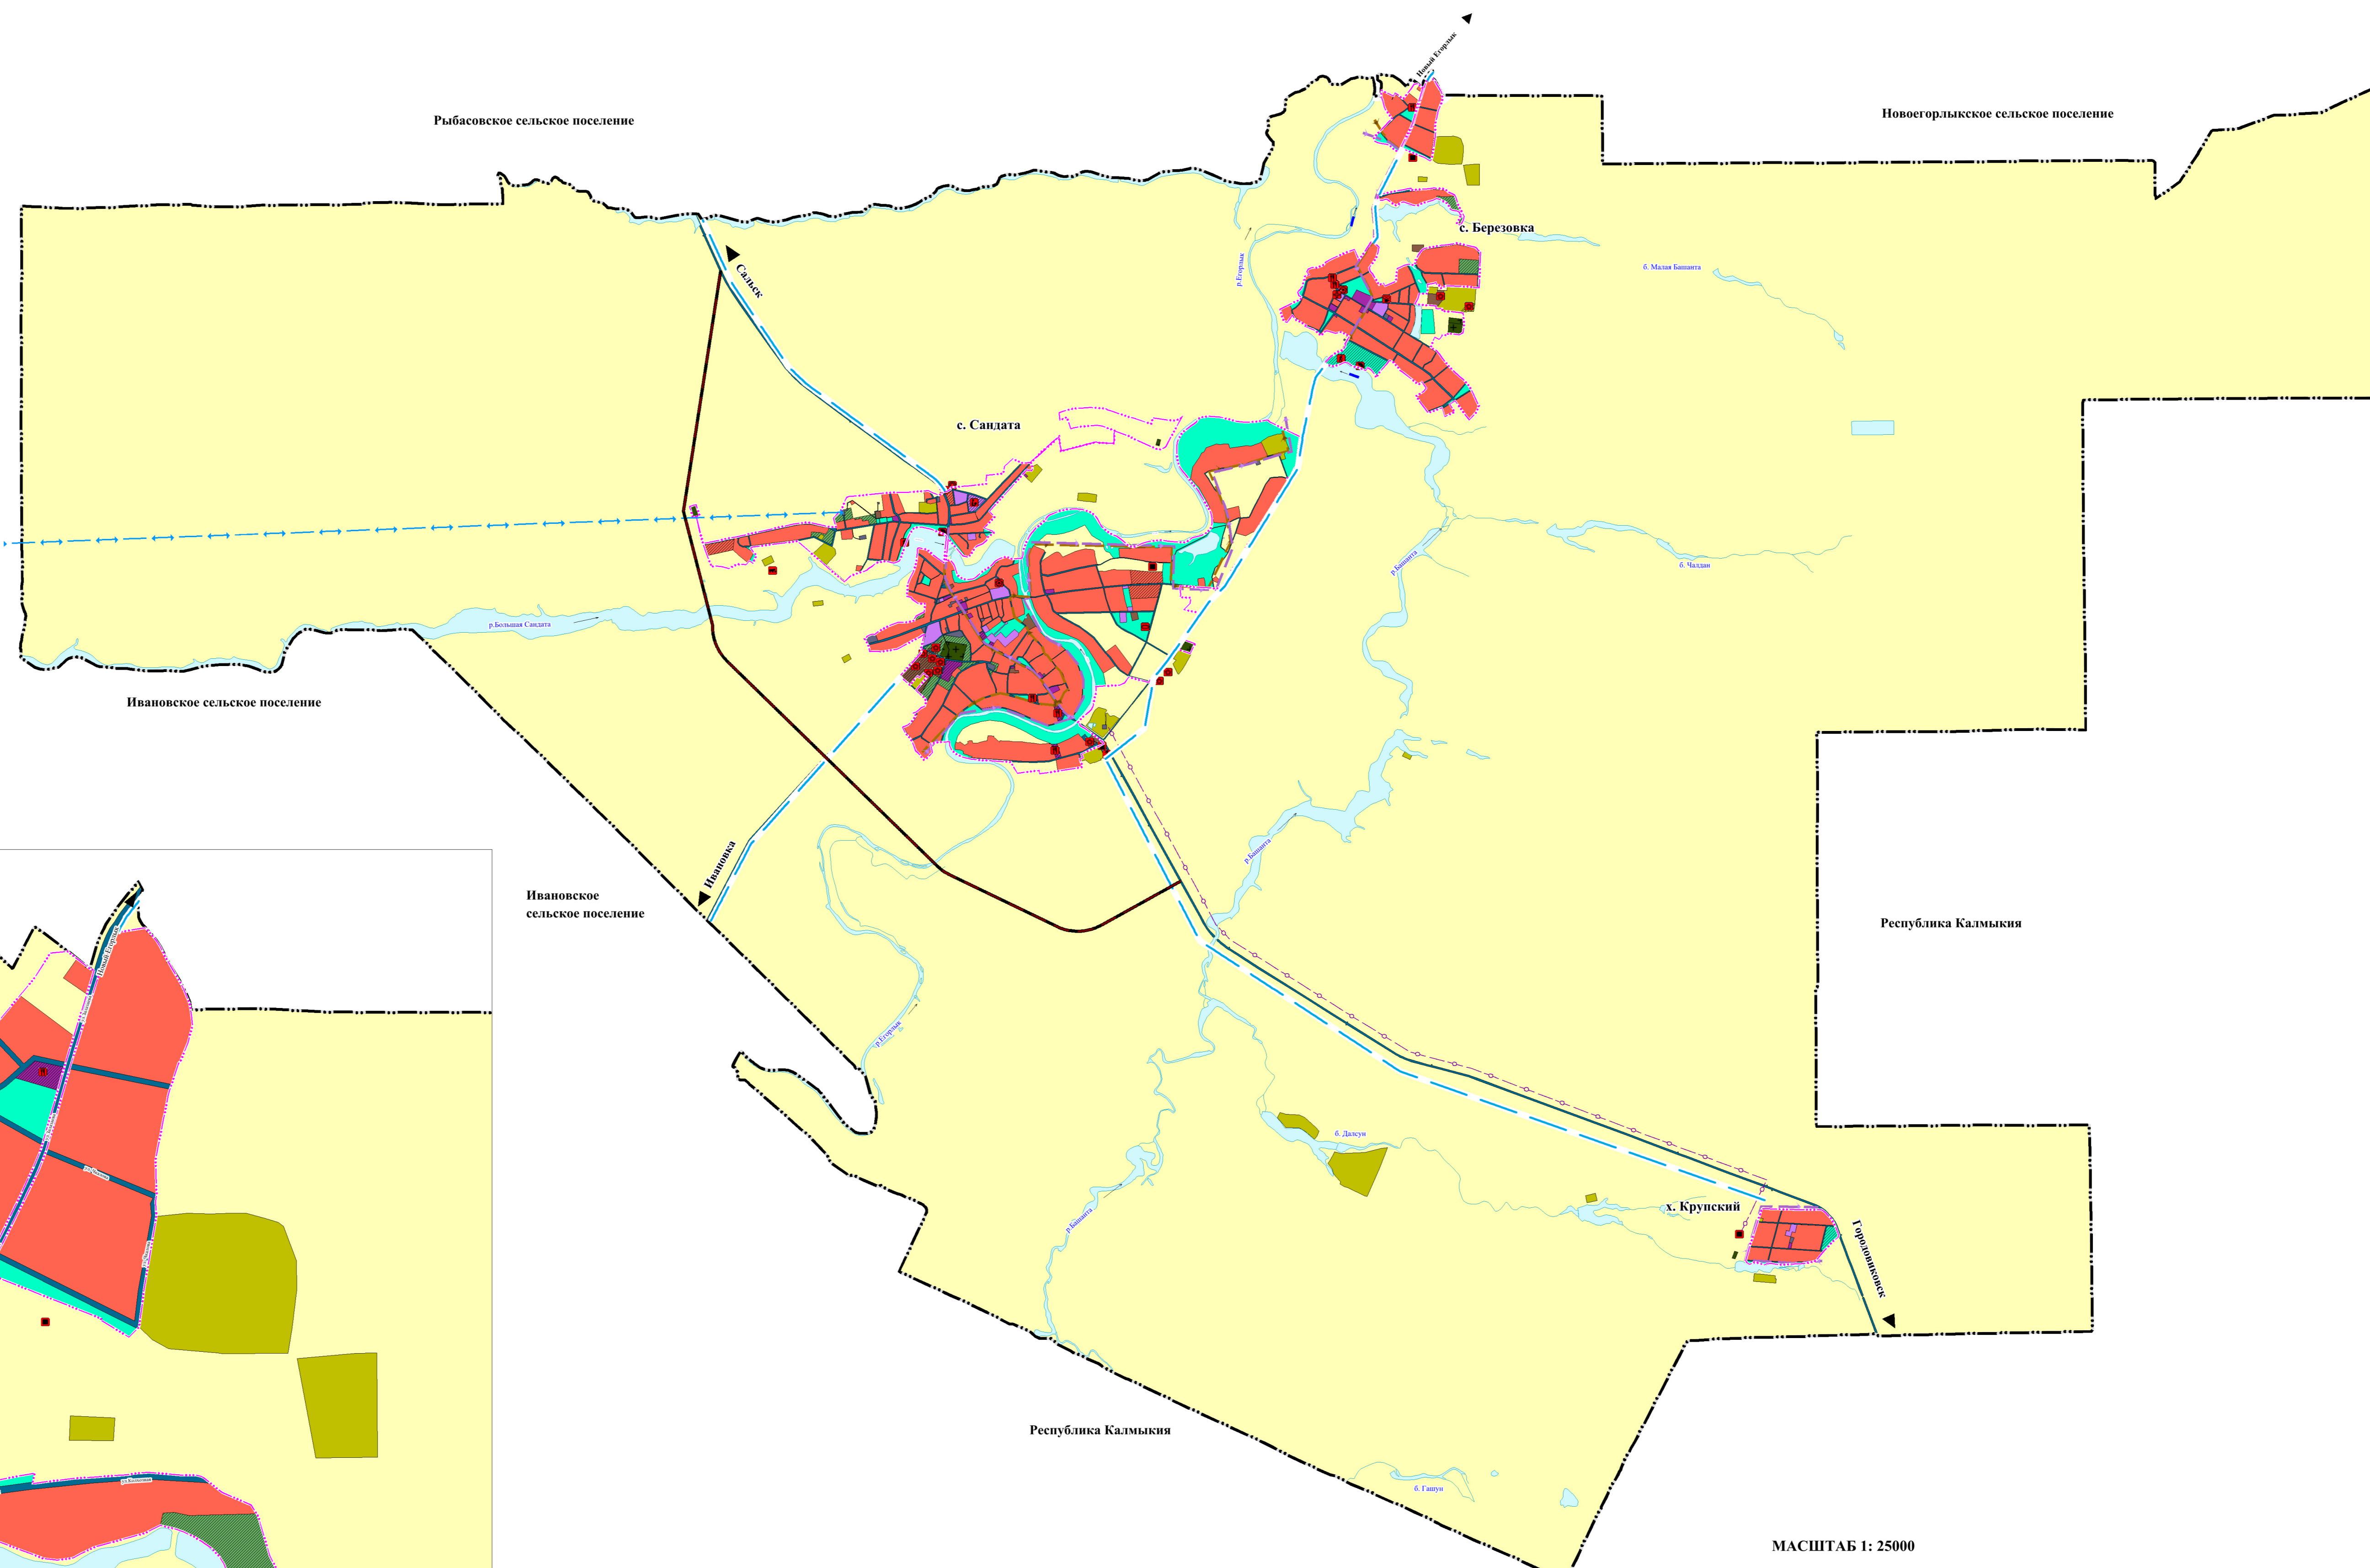 Новый Егорлык
Рыбасовское сельское поселение
Новоегорлыкское сельское поселение
с. Березовка
р.Егорлык
б. Малая Башанта
Сальск
с. Сандата
р.Башанта
б. Чалдан
р.Большая Сандата
Ивановское сельское поселение
Ивановка
р.Башанта
Ивановское
сельское поселение
Республика Калмыкия
Новый Егорлык
р.Егорлык
б. Далсун
х. Крупский
р.Башанта
Городовиковск
Республика Калмыкия
б. Гашун
МАСШТАБ 1: 25000